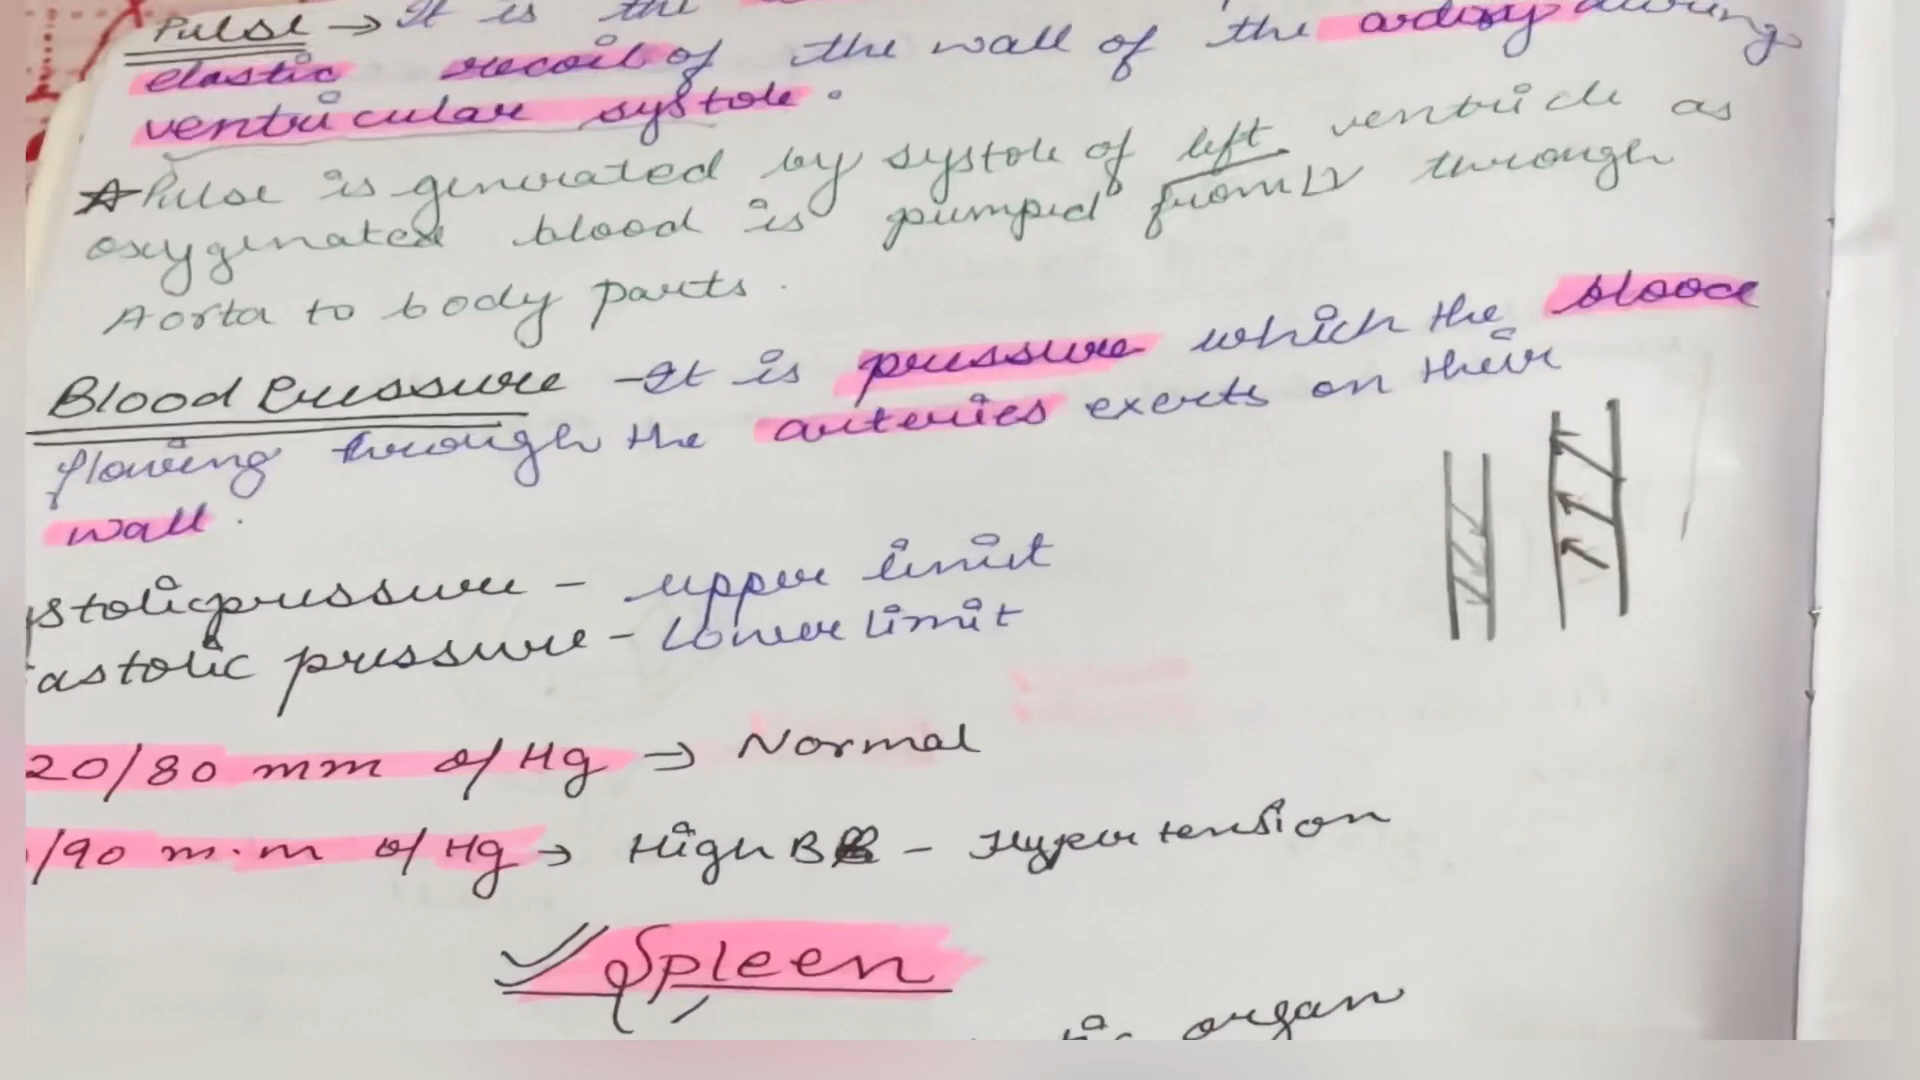 Pulse → It is the
elastic recoil of the wall of the artery during
ventricular systole.
Pulse is generated by systole of left ventricle as
oxygenated blood is pumped from LV through
Aorta to body parts.
Blood Pressure - It is pressure which the blood
flowing through the arteries exerts on their
wall.
ystolic pressure - upper limit
iastolic pressure - Lower limit
20/80 mm of Hg → Normal
/90 m.m of Hg → High BP - Hypertension
Spleen
tic organ